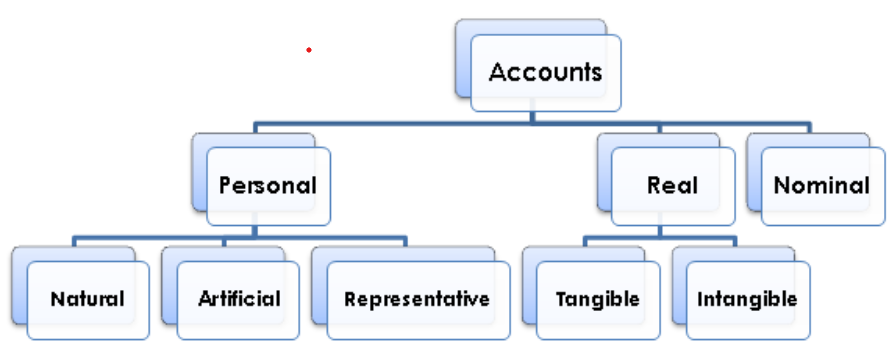 Accounts
Personal
Real
Nominal
Natural
Artificial
Representative
Tangible
Intangible